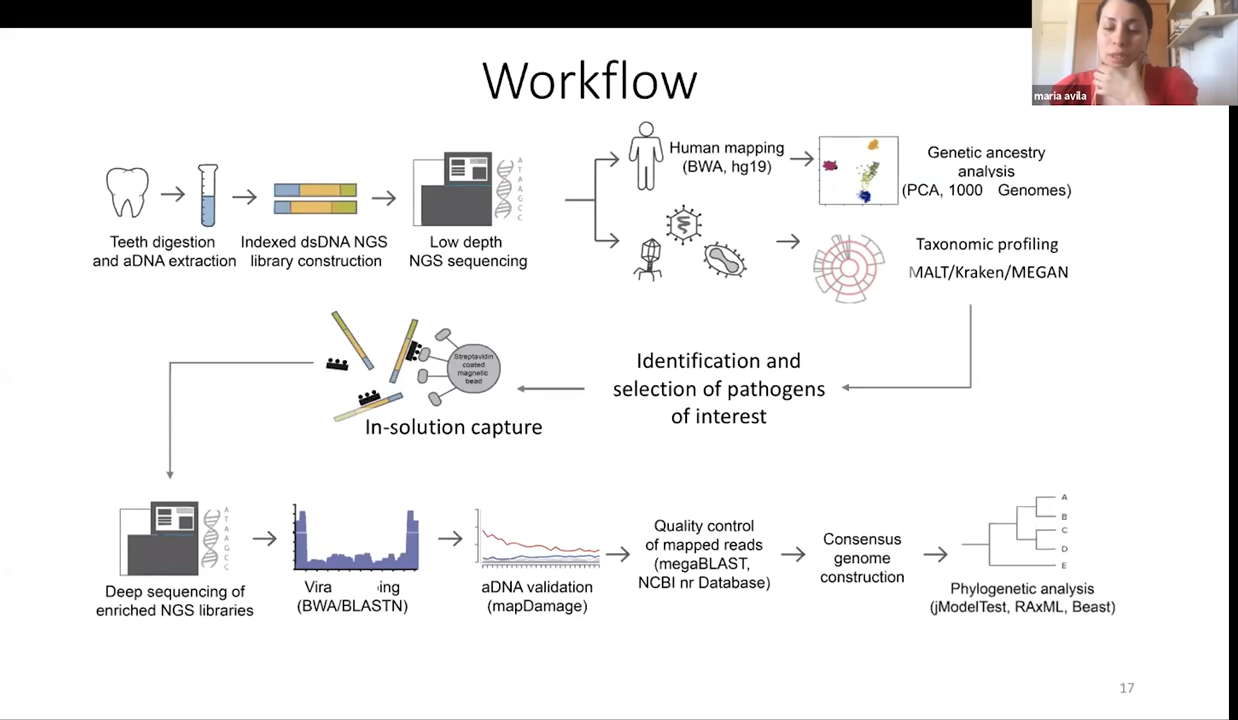 maria avila
Workflow
Teeth digestion
and aDNA extraction
Indexed dsDNA NGS
library construction
A
T
A
A
G
C
C
Low depth
NGS sequencing
Human mapping
(BWA, hg19)
Genetic ancestry
analysis
(PCA, 1000 Genomes)
Taxonomic profiling
MALT/Kraken/MEGAN
Identification and
selection of pathogens
of interest
Streptavidin
coated
magnetic
bead
In-solution capture
A
T
A
A
G
C
C
Deep sequencing of
enriched NGS libraries
Vira ing
(BWA/BLASTN)
aDNA validation
(mapDamage)
Quality control
of mapped reads
(megaBLAST,
NCBI nr Database)
Consensus
genome
construction
A
B
C
D
E
Phylogenetic analysis
(jModelTest, RAxML, Beast)
17